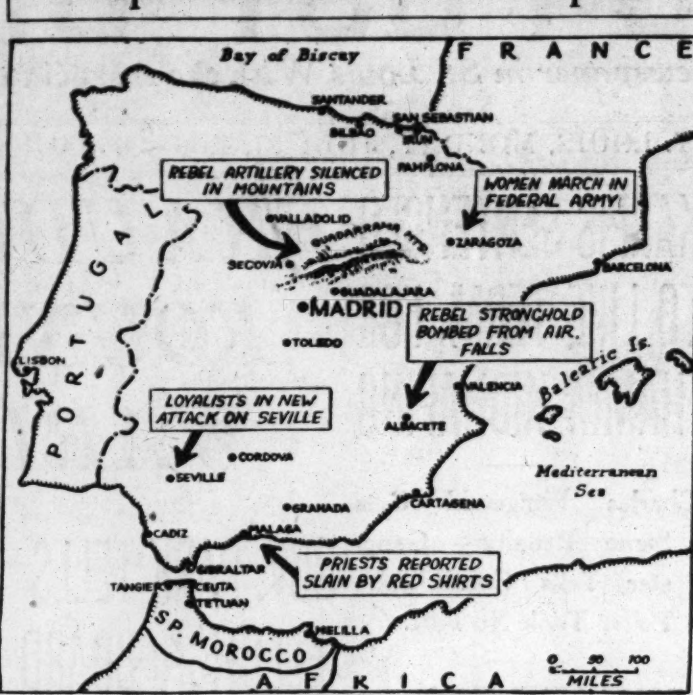 Bay of Biscay
FRANCE
SANTANDER
BILBAO
SAN SEBASTIAN
IRUN
PAMPLONA
REBEL ARTILLERY SILENCED
IN MOUNTAINS
WOMEN MARCH IN
FEDERAL ARMY
VALLADOLID
GUADARRAMA MTS.
ZARAGOZA
SEGOVIA
BARCELONA
GUADALAJARA
MADRID
PORTUGAL
REBEL STRONGHOLD
BOMBED FROM AIR,
FALLS
TOLEDO
LISBON
Balearic Is.
VALENCIA
LOYALISTS IN NEW
ATTACK ON SEVILLE
ALBACETE
CORDOVA
SEVILLE
Mediterranean
Sea
GRANADA
CARTAGENA
CADIZ
MALAGA
GIBRALTAR
PRIESTS REPORTED
SLAIN BY RED SHIRTS
TANGIER
CEUTA
TETUAN
SP. MOROCCO
MELILLA
AFRICA
0 50 100
MILES